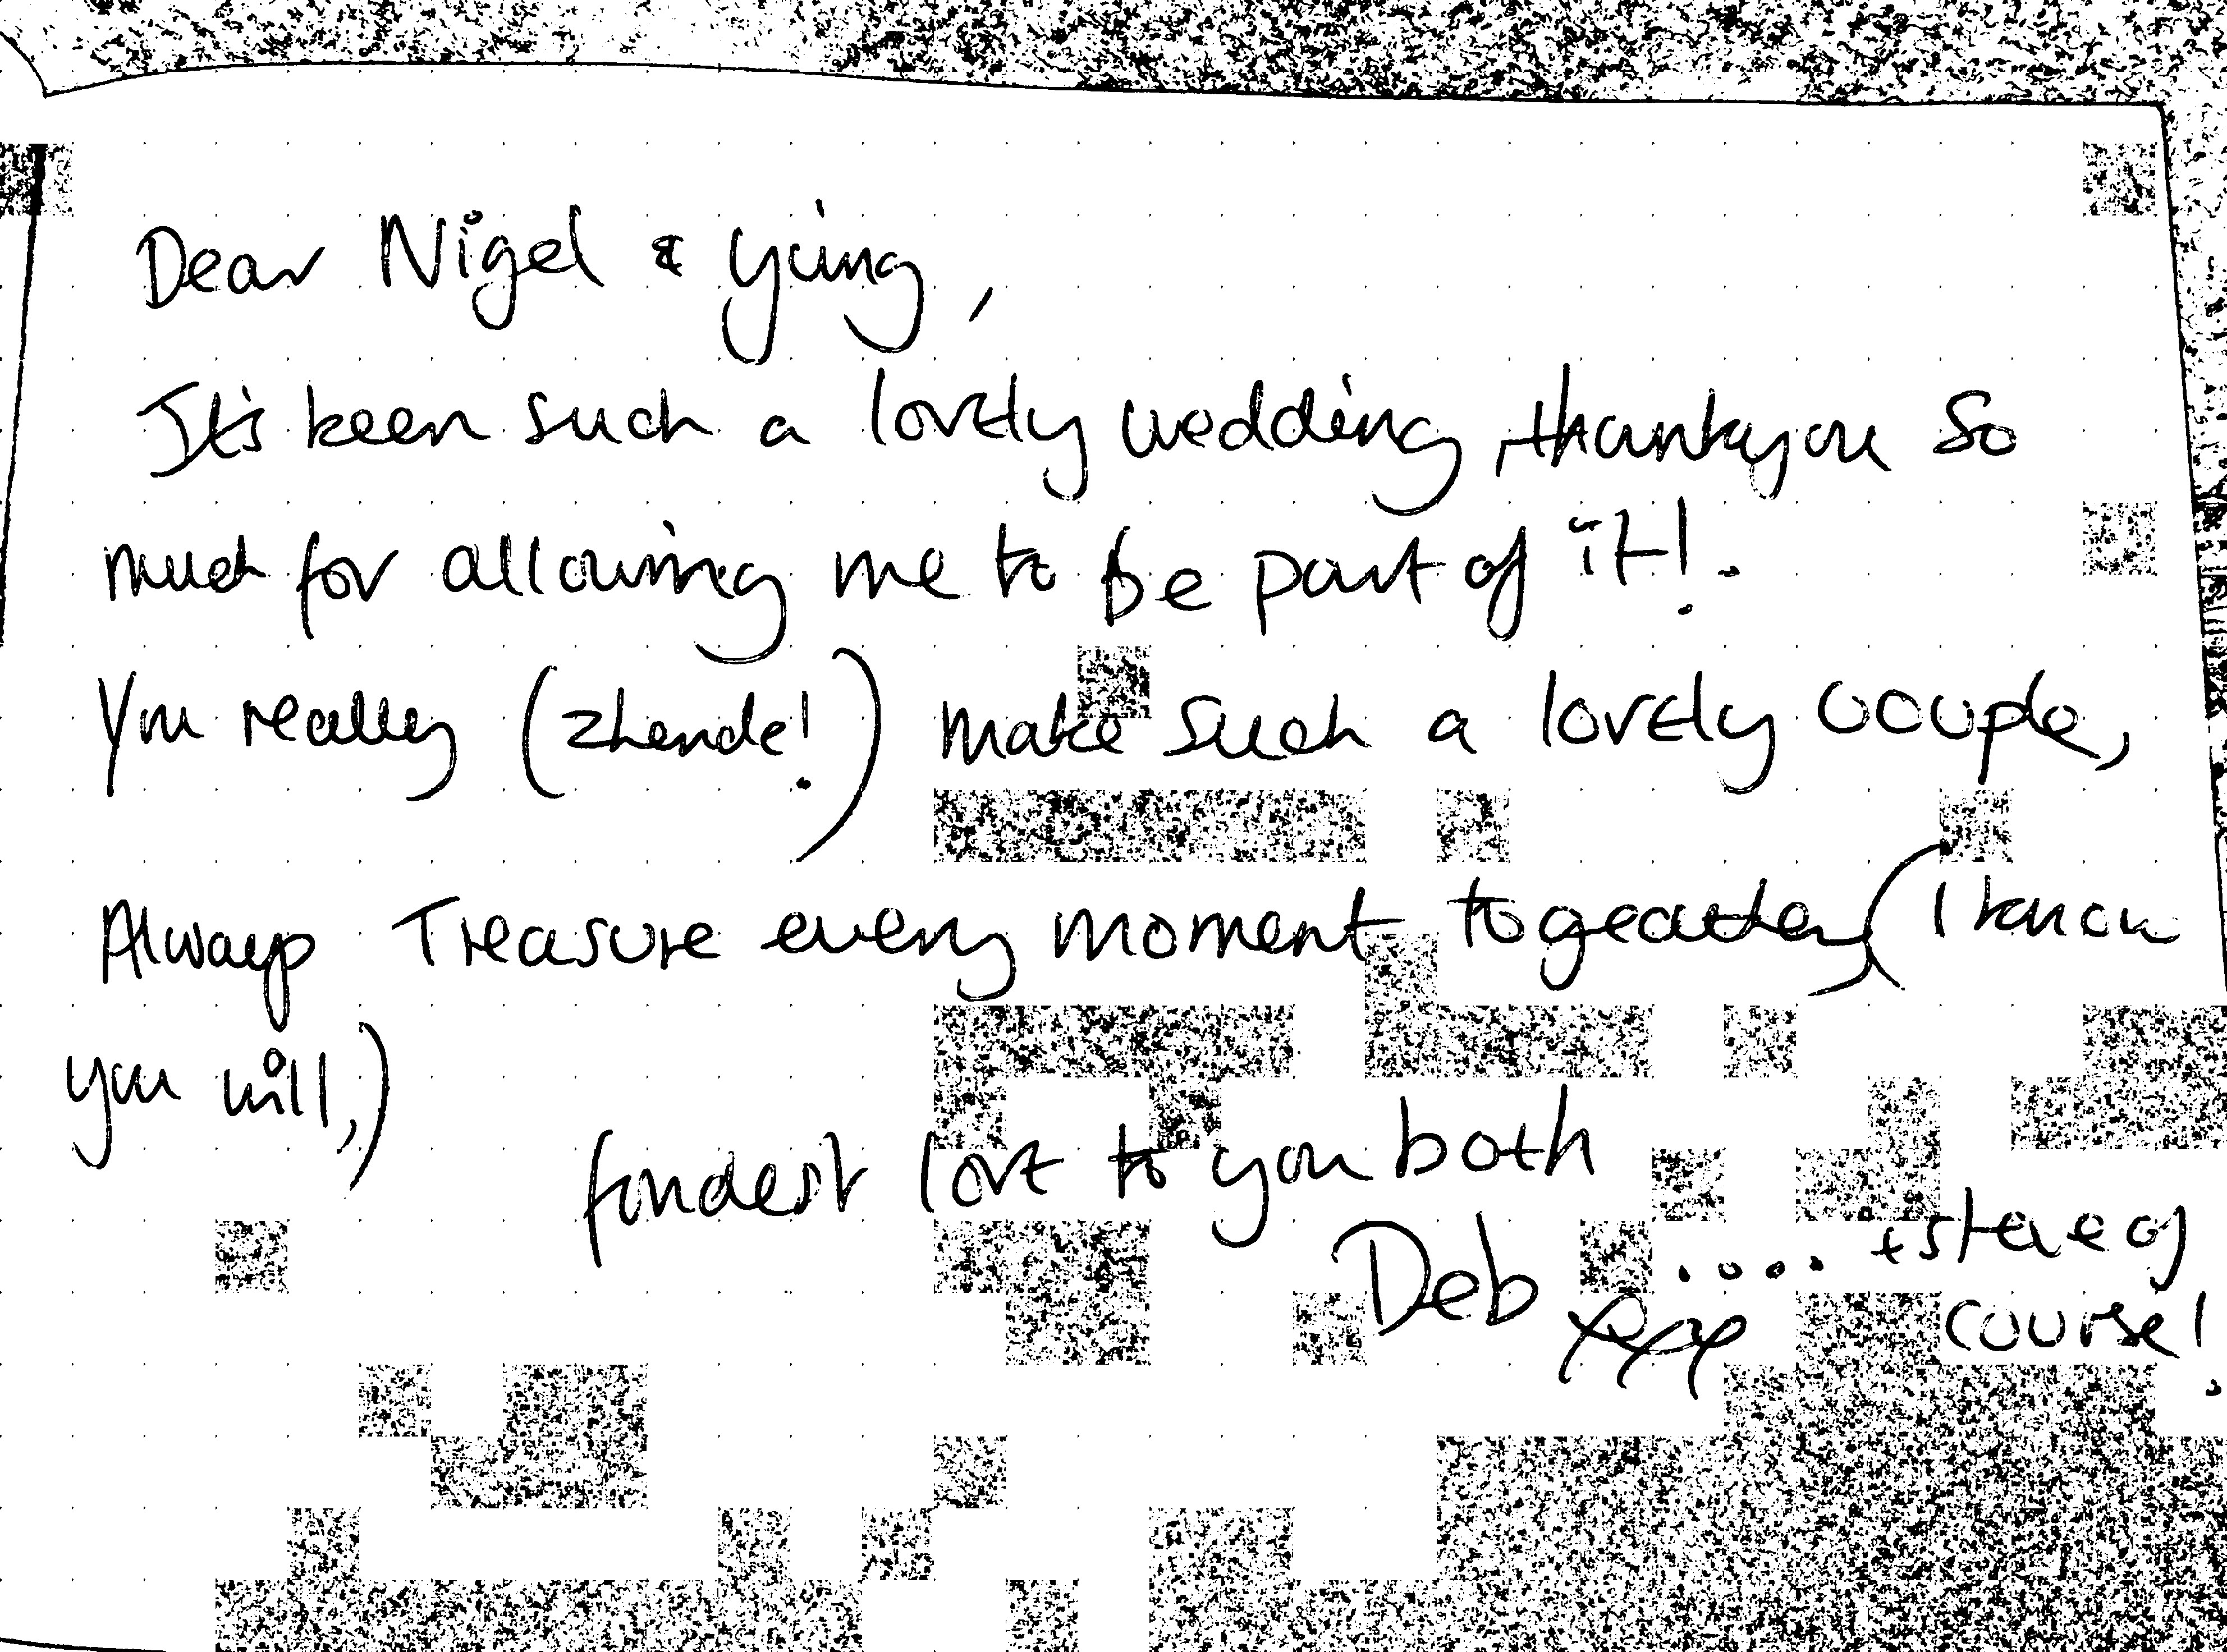 Dear Nigel & Ying,
It's been such a lovely wedding, thankyou so
much for allowing me to be part of it!.
You really (zhende!) make such a lovely couple,
Always Treasure every moment together (I know
you will,)
fondest love to you both
Deb xxx .... + steve of
course!